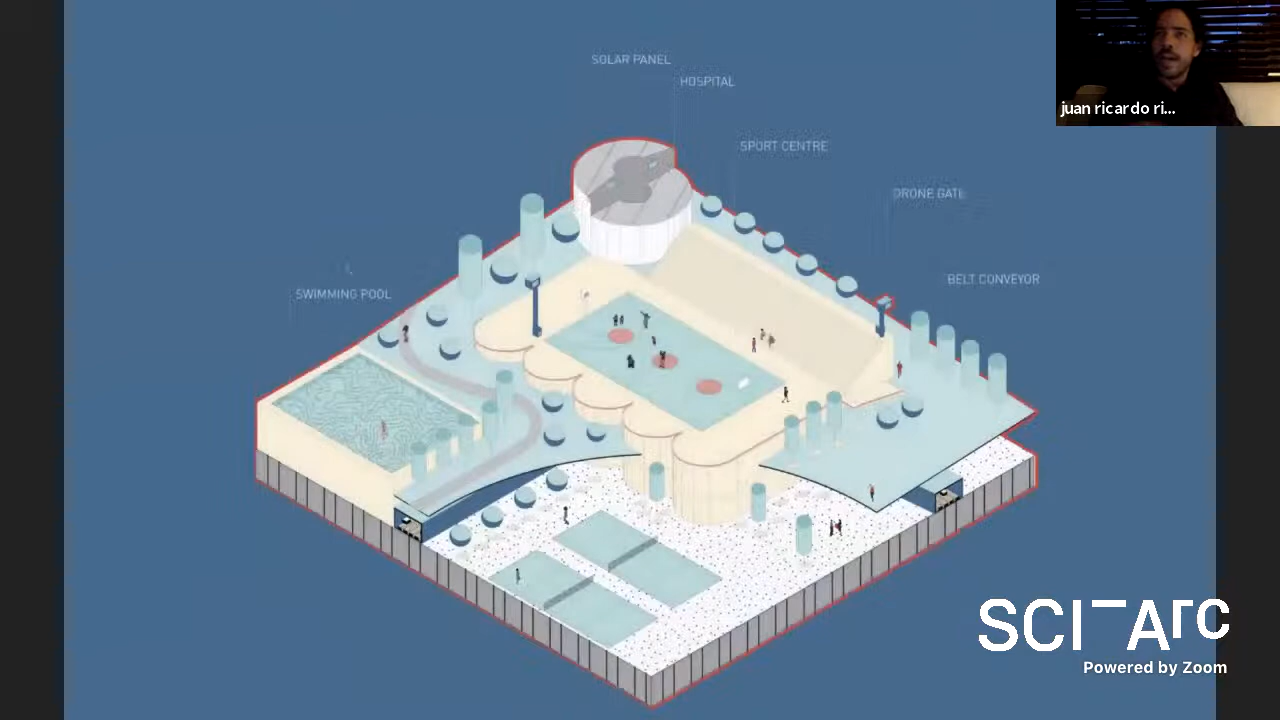 SOLAR PANEL
HOSPITAL
SPORT CENTRE
DRONE GATE
BELT CONVEYOR
SWIMMING POOL
juan ricardo ri...
SCI-Arc
Powered by Zoom